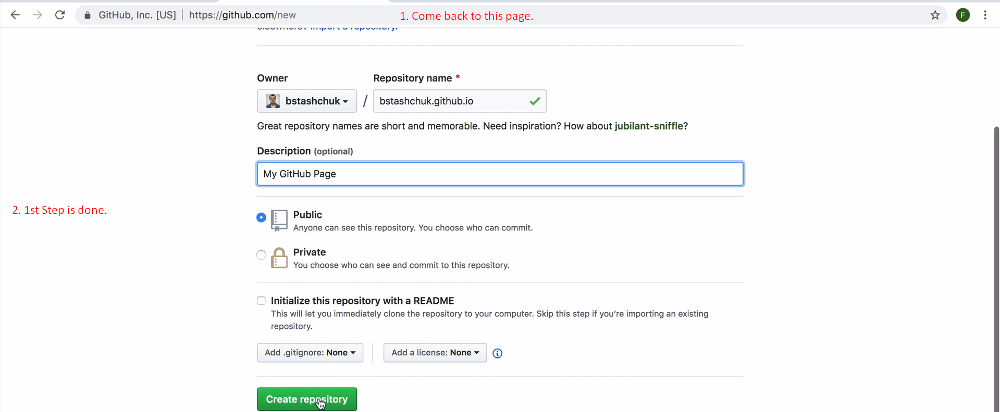 GitHub, Inc. [US] | https://github.com/new
1. Come back to this page.
F
elsewhere? Import a repository.
Owner
Repository name *
bstashchuk / bstashchuk.github.io
Great repository names are short and memorable. Need inspiration? How about jubilant-sniffle?
Description (optional)
My GitHub Page
2. 1st Step is done.
Public
Anyone can see this repository. You choose who can commit.
Private
You choose who can see and commit to this repository.
Initialize this repository with a README
This will let you immediately clone the repository to your computer. Skip this step if you’re importing an existing
repository.
Add .gitignore: None
Add a license: None
Create repository